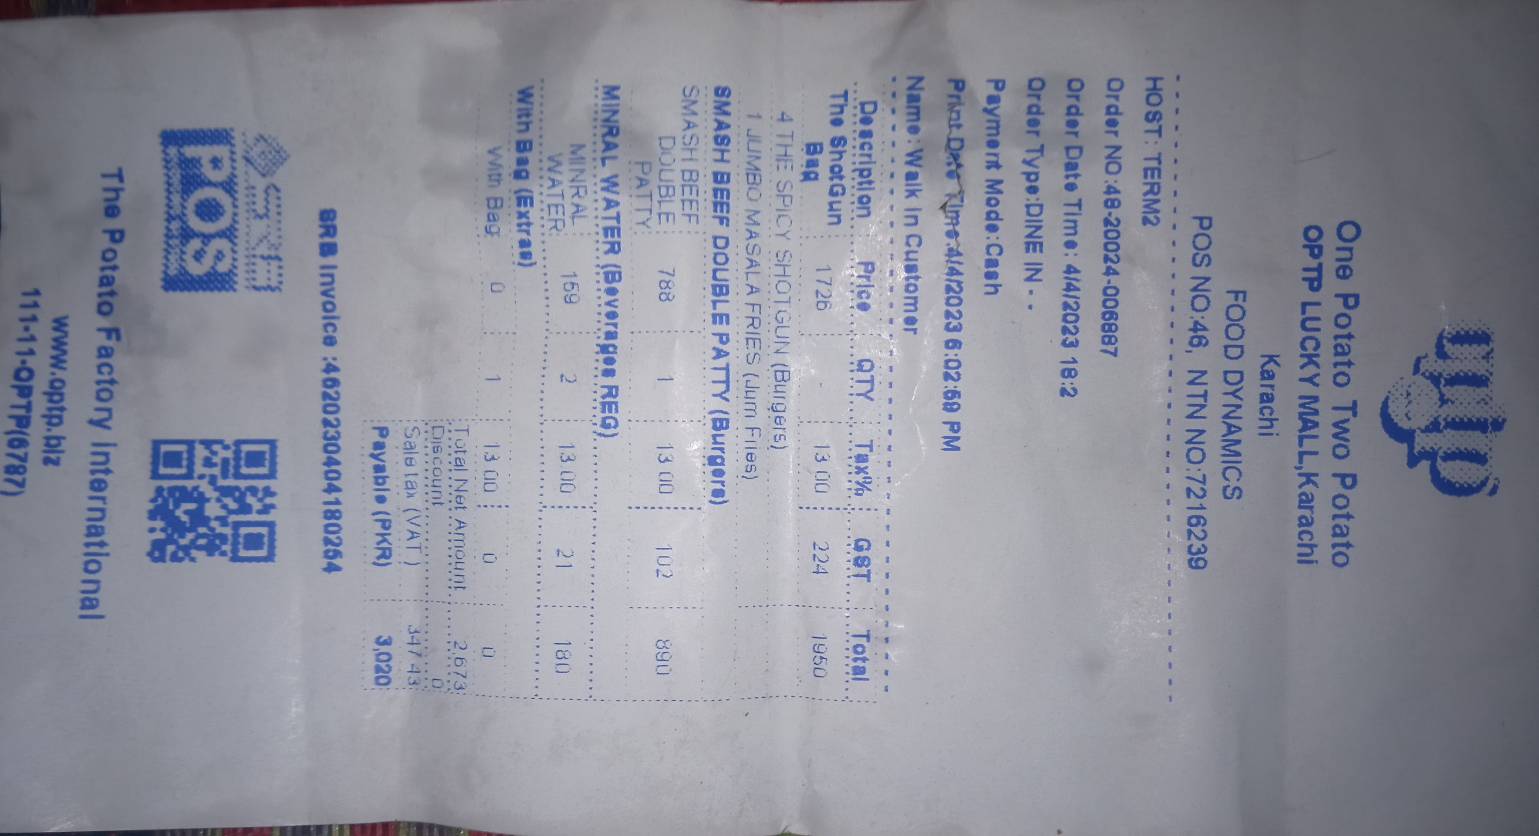 optp
One Potato Two Potato
OPTP LUCKY MALL,Karachi
Karachi
FOOD DYNAMICS
POS NO:46, NTN NO:7216239
HOST: TERM2
Order NO:46-20024-006887
Order Date Time: 4/4/2023 18:2
Order Type:DINE IN - -
Payment Mode:Cash
Print Date Time:4/4/2023 6:02:59 PM
Name:Walk In Customer
Description Price QTY Tax% GST Total
The ShotGun Bag 1726 - 13.00 224 1950
4 THE SPICY SHOTGUN (Burgers)
1 JUMBO MASALA FRIES (Jum Fries)
SMASH BEEF DOUBLE PATTY (Burgers)
SMASH BEEF DOUBLE PATTY 788 1 13.00 102 890
MINRAL WATER (Beverages REG)
MINRAL WATER 159 2 13.00 21 180
With Bag (Extras)
With Bag 0 1 13.00 0 0
Total Net Amount 2,673
Discount 0
Sale tax (VAT ) 347.43
Payable (PKR) 3,020
SRB Invoice :4620230404180254
POS
The Potato Factory International
www.optp.biz
111-11-OPTP(6787)